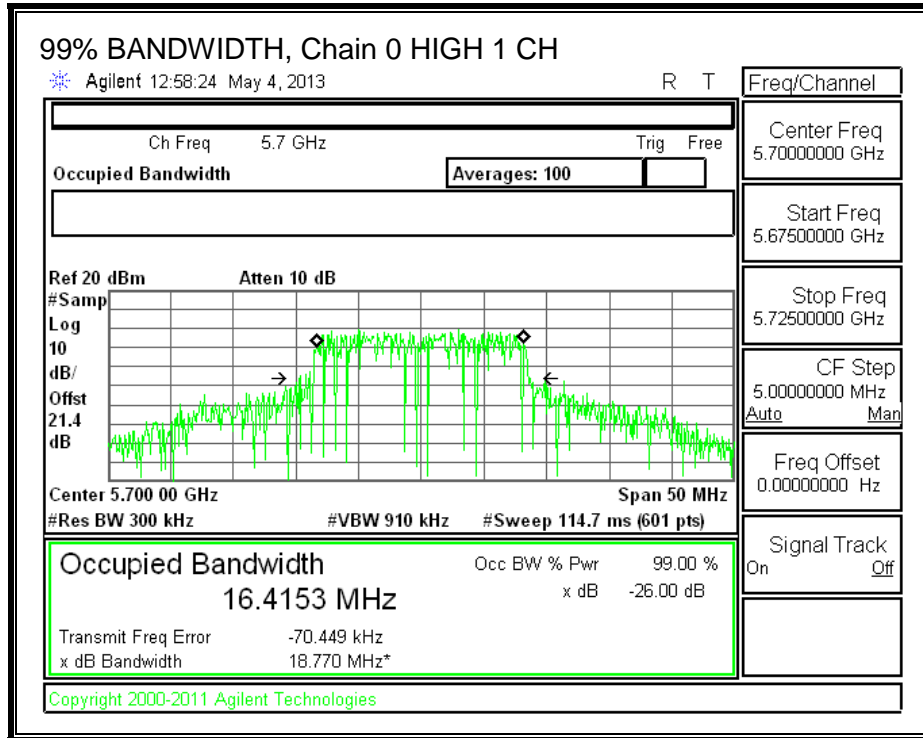 99% BANDWIDTH, Chain 0 HIGH 1 CH
Agilent 12:58:24 May 4, 2013 R T
Freq/Channel
Ch Freq 5.7 GHz Trig Free
Occupied Bandwidth Averages: 100
Center Freq
5.70000000 GHz
Start Freq
5.67500000 GHz
Stop Freq
5.72500000 GHz
CF Step
5.00000000 MHz
Auto Man
Freq Offset
0.00000000 Hz
Signal Track
On Off
Ref 20 dBm Atten 10 dB
#Samp
Log
10
dB/
Offst
21.4
dB
Center 5.700 00 GHz Span 50 MHz
#Res BW 300 kHz #VBW 910 kHz #Sweep 114.7 ms (601 pts)
Occupied Bandwidth Occ BW % Pwr 99.00 %
16.4153 MHz x dB -26.00 dB
Transmit Freq Error -70.449 kHz
x dB Bandwidth 18.770 MHz*
Copyright 2000-2011 Agilent Technologies